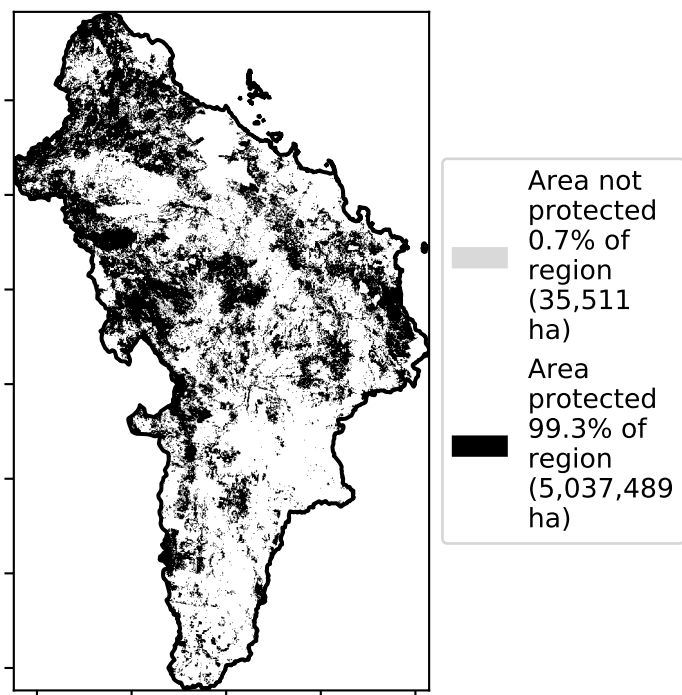 Area not
protected
0.7% of
region
(35,511
ha)
Area
protected
99.3% of
region
(5,037,489
ha)